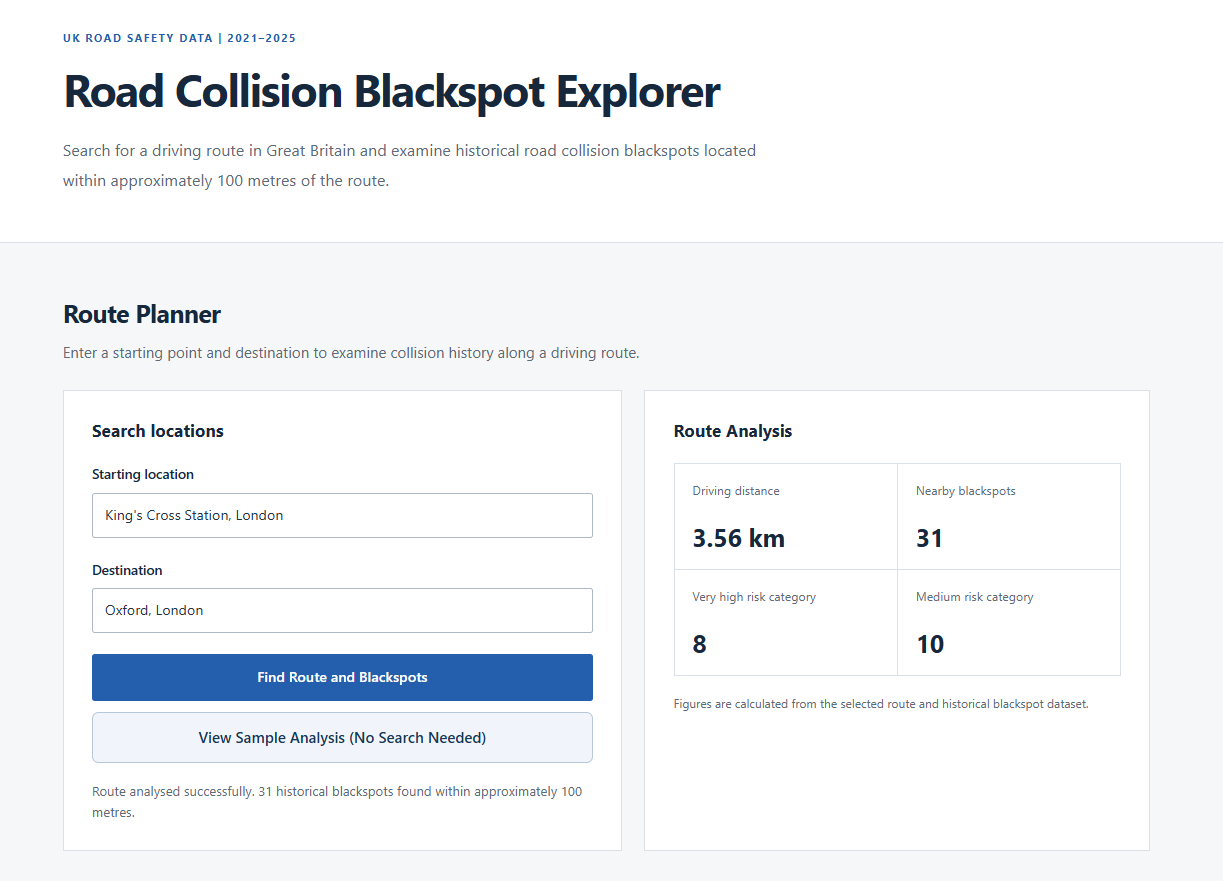 UK ROAD SAFETY DATA | 2021–2025
Road Collision Blackspot Explorer
Search for a driving route in Great Britain and examine historical road collision blackspots located
within approximately 100 metres of the route.
Route Planner
Enter a starting point and destination to examine collision history along a driving route.
Search locations
Starting location
King's Cross Station, London
Destination
Oxford, London
Find Route and Blackspots
View Sample Analysis (No Search Needed)
Route analysed successfully. 31 historical blackspots found within approximately 100
metres.
Route Analysis
Driving distance
3.56 km
Nearby blackspots
31
Very high risk category
8
Medium risk category
10
Figures are calculated from the selected route and historical blackspot dataset.